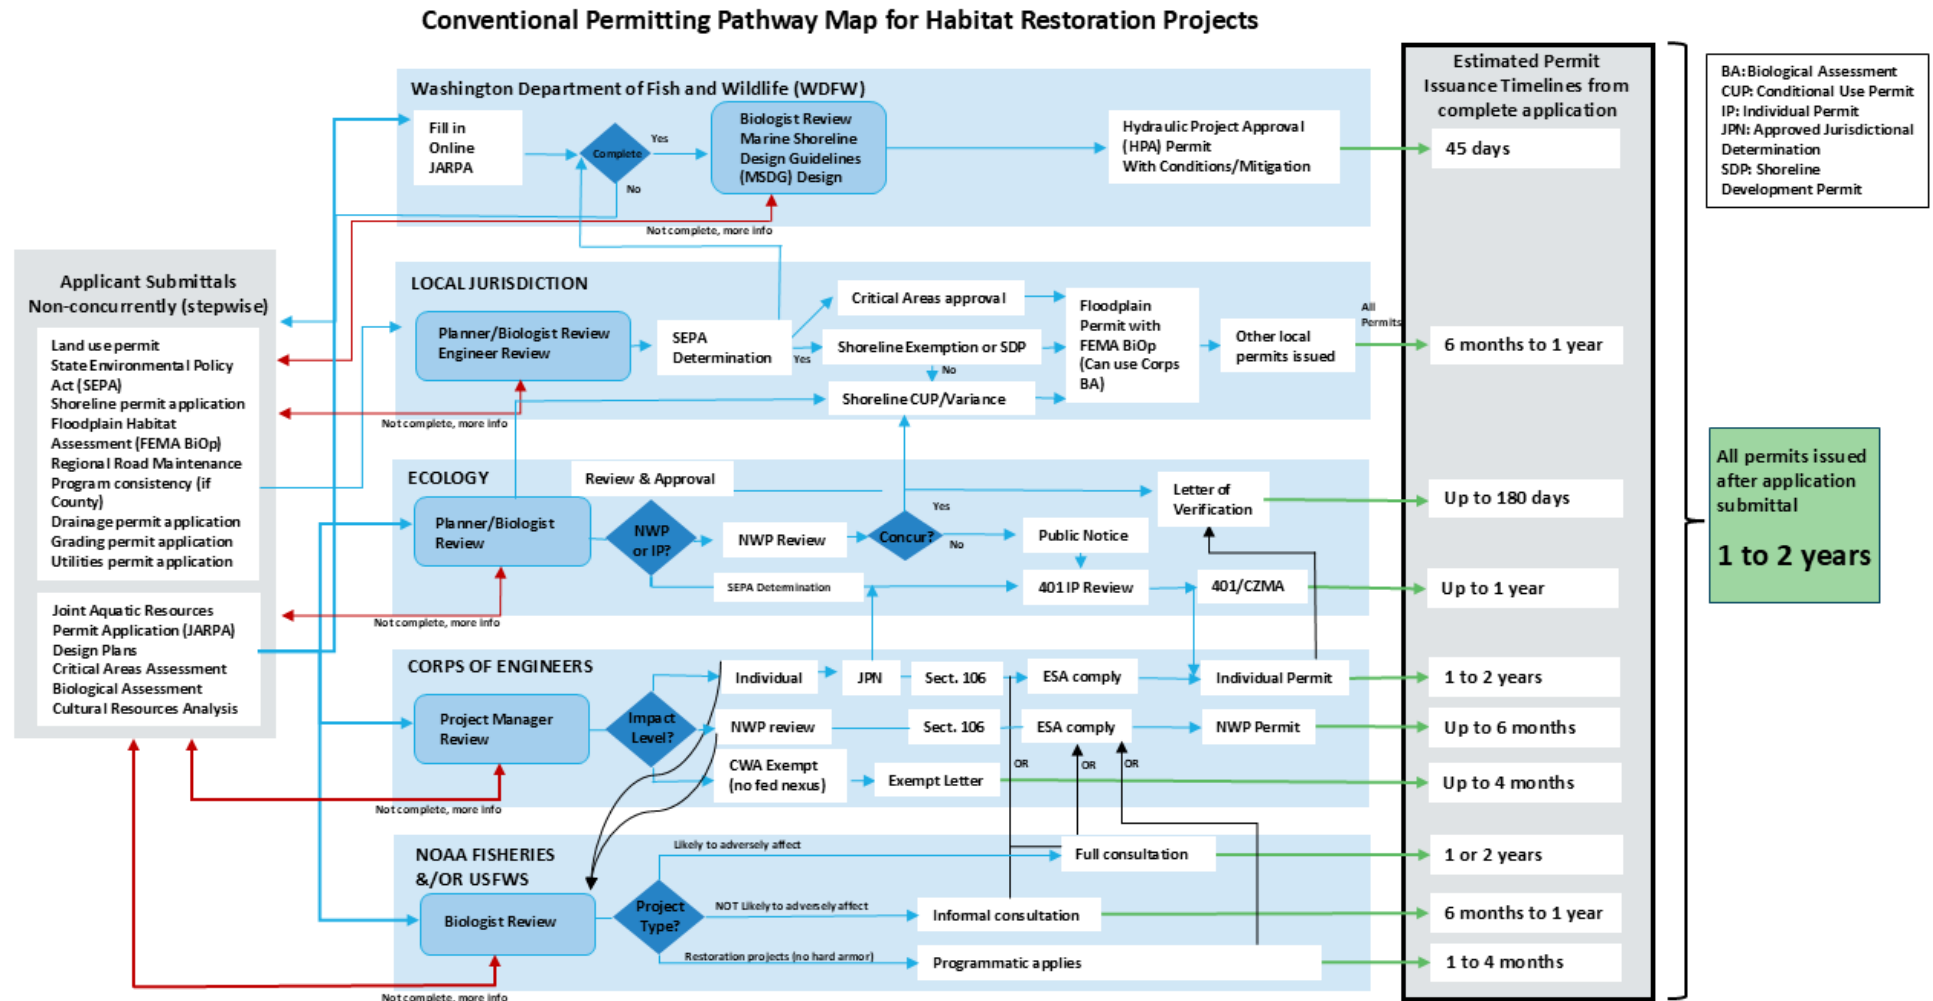 Conventional Permitting Pathway Map for Habitat Restoration Projects
Applicant Submittals
Non-concurrently (stepwise)
Land use permit
State Environmental Policy
Act (SEPA)
Shoreline permit application
Floodplain Habitat
Assessment (FEMA BiOp)
Regional Road Maintenance
Program consistency (if
County)
Drainage permit application
Grading permit application
Utilities permit application
Joint Aquatic Resources
Permit Application (JARPA)
Design Plans
Critical Areas Assessment
Biological Assessment
Cultural Resources Analysis
Washington Department of Fish and Wildlife (WDFW)
Fill in
Online
JARPA
Complete
Yes
No
Biologist Review
Marine Shoreline
Design Guidelines
(MSDG) Design
Hydraulic Project Approval
(HPA) Permit
With Conditions/Mitigation
Not complete, more info
LOCAL JURISDICTION
Planner/Biologist Review
Engineer Review
SEPA
Determination
Yes
Critical Areas approval
Shoreline Exemption or SDP
No
Shoreline CUP/Variance
Floodplain
Permit with
FEMA BiOp
(Can use Corps
BA)
Other local
permits issued
All
Permits
Not complete, more info
ECOLOGY
Review & Approval
Planner/Biologist
Review
NWP
or IP?
NWP Review
Concur?
Yes
No
Public Notice
Letter of
Verification
SEPA Determination
401 IP Review
401/CZMA
Not complete, more info
CORPS OF ENGINEERS
Project Manager
Review
Impact
Level?
Individual
JPN
Sect. 106
ESA comply
Individual Permit
NWP review
Sect. 106
ESA comply
NWP Permit
CWA Exempt
(no fed nexus)
Exempt Letter
OR
OR
OR
Not complete, more info
NOAA FISHERIES
&/OR USFWS
Biologist Review
Project
Type?
Likely to adversely affect
Full consultation
NOT Likely to adversely affect
Informal consultation
Restoration projects (no hard armor)
Programmatic applies
Not complete, more info
Estimated Permit
Issuance Timelines from
complete application
45 days
6 months to 1 year
Up to 180 days
Up to 1 year
1 to 2 years
Up to 6 months
Up to 4 months
1 or 2 years
6 months to 1 year
1 to 4 months
BA: Biological Assessment
CUP: Conditional Use Permit
IP: Individual Permit
JPN: Approved Jurisdictional
Determination
SDP: Shoreline
Development Permit
All permits issued
after application
submittal
1 to 2 years